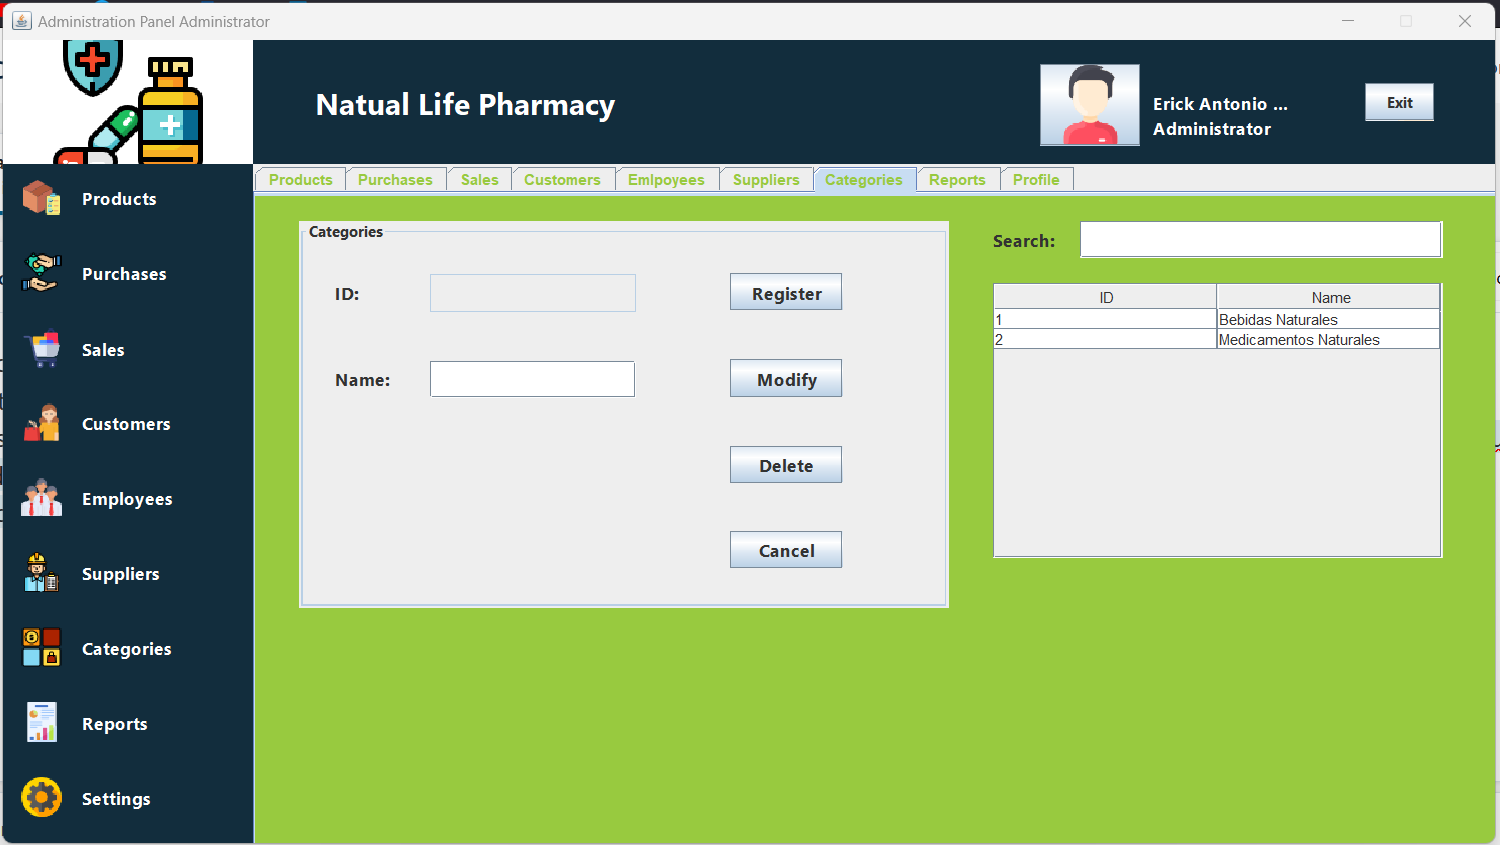 Administration Panel Administrator
Natual Life Pharmacy
Erick Antonio ...
Administrator
Exit
Products
Purchases
Sales
Customers
Employees
Suppliers
Categories
Reports
Settings
Products Purchases Sales Customers Emlpoyees Suppliers Categories Reports Profile
Categories
ID:
Name:
Register
Modify
Delete
Cancel
Search:
ID Name
1 Bebidas Naturales
2 Medicamentos Naturales